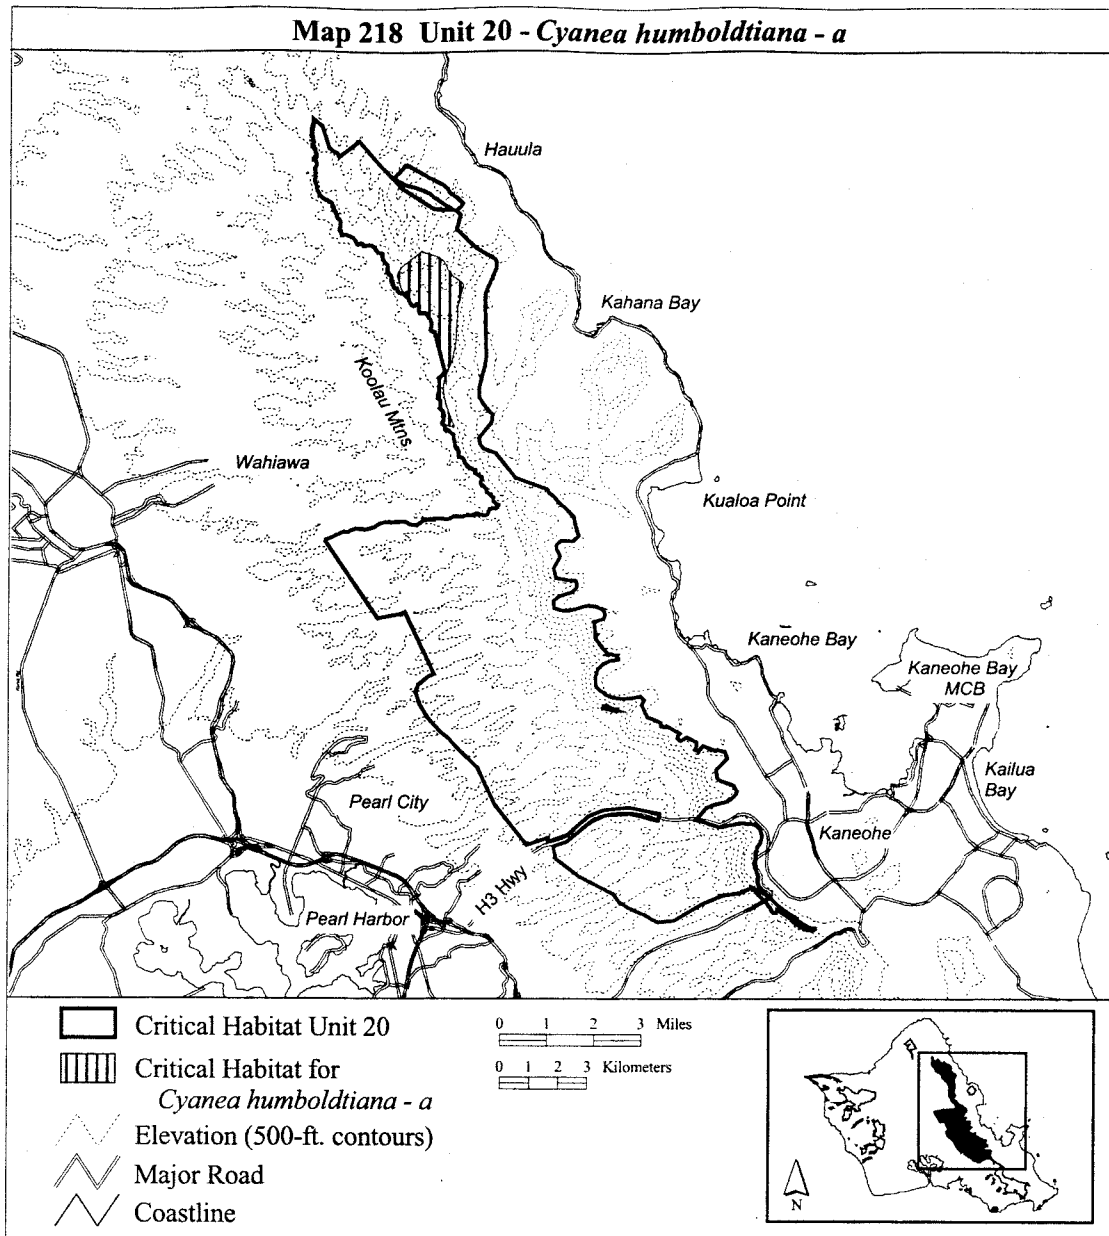 Map 218 Unit 20 - Cyanea humboldtiana - a
Hauula
Kahana Bay
Koolau Mtns.
Wahiawa
Kualoa Point
Kaneohe Bay
Kaneohe Bay
MCB
Kailua
Bay
Pearl City
Kaneohe
H3 Hwy
Pearl Harbor
Critical Habitat Unit 20
Critical Habitat for
Cyanea humboldtiana - a
Elevation (500-ft. contours)
Major Road
Coastline
0 1 2 3 Miles
0 1 2 3 Kilometers
N